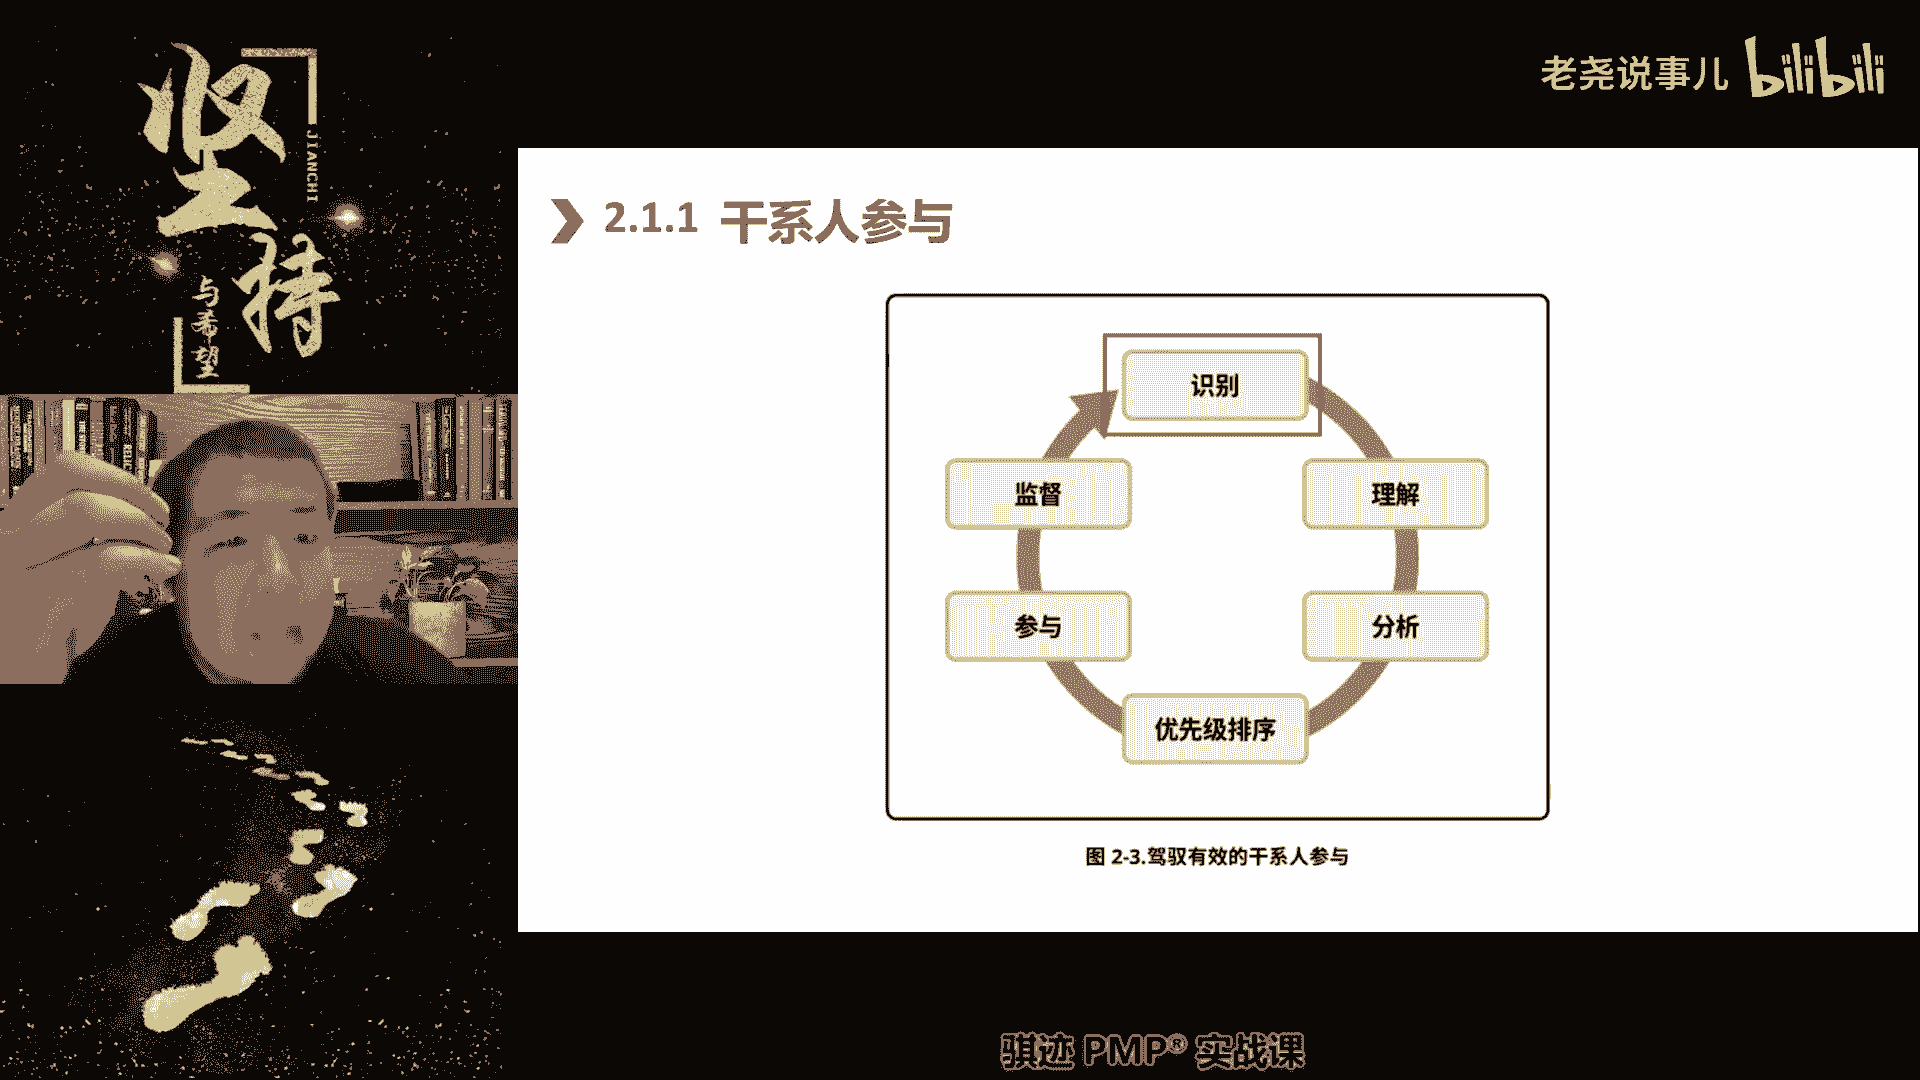 坚持
JIANCHI
与希望
老尧说事儿 bilibili
2.1.1 干系人参与
识别
监督
理解
参与
分析
优先级排序
图 2-3.驾驭有效的干系人参与
骐迹 PMP® 实战课